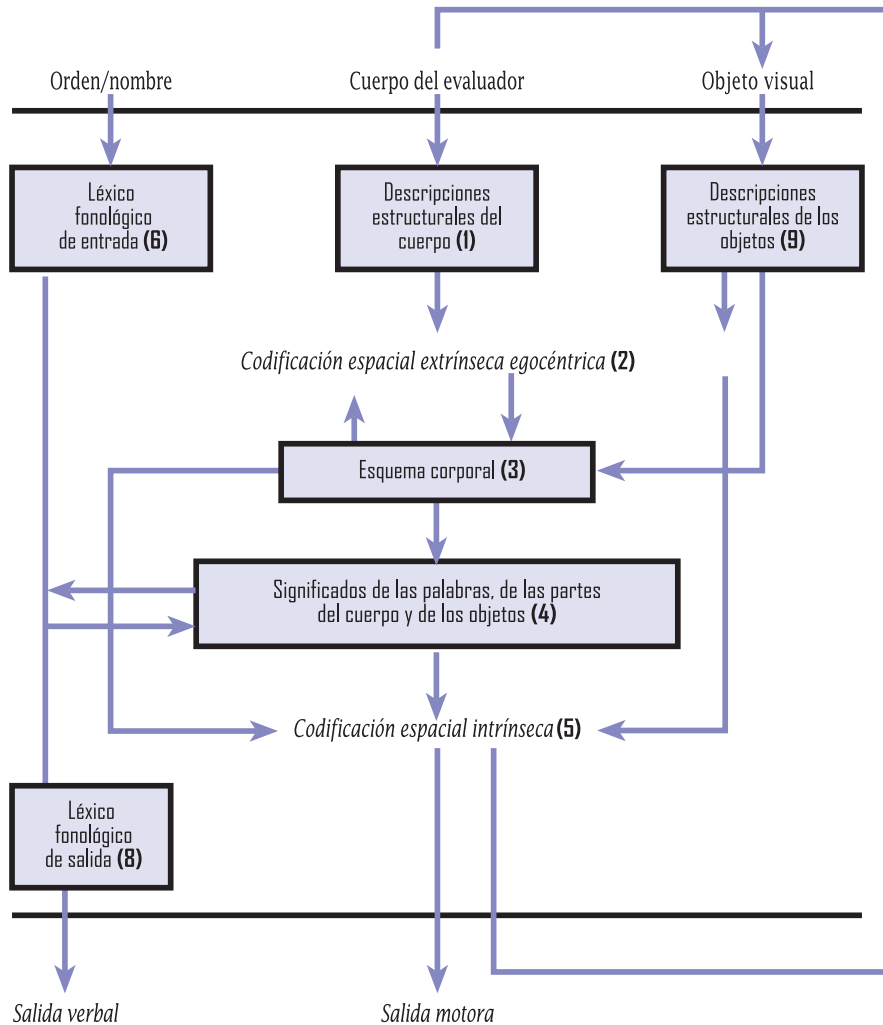 Orden/nombre
Cuerpo del evaluador
Objeto visual
Léxico
fonológico
de entrada (6)
Descripciones
estructurales del
cuerpo (1)
Descripciones
estructurales de los
objetos (9)
Codificación espacial extrínseca egocéntrica (2)
Esquema corporal (3)
Significados de las palabras, de las partes
del cuerpo y de los objetos (4)
Codificación espacial intrínseca (5)
Léxico
fonológico
de salida (8)
Salida verbal
Salida motora